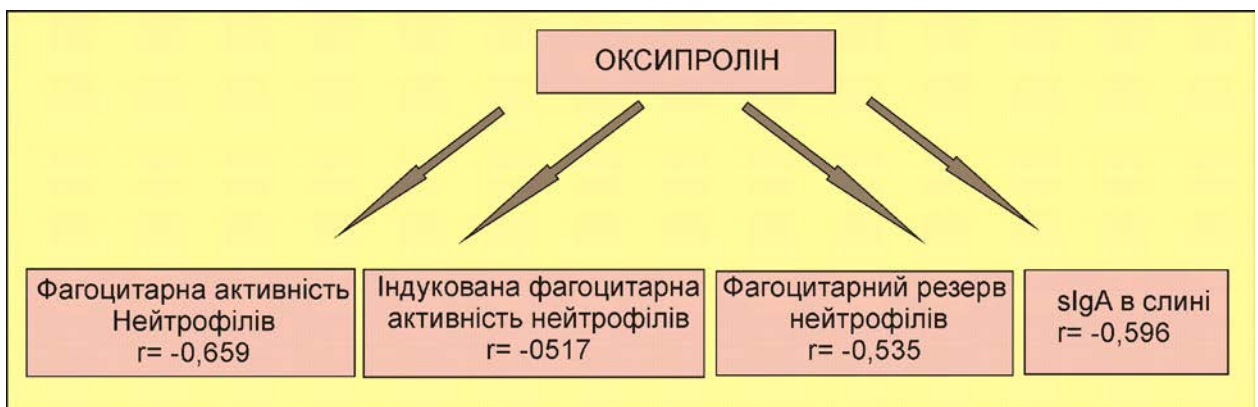 ОКСИПРОЛІН
Фагоцитарна активність
Нейтрофілів
r= -0,659
Індукована фагоцитарна
активність нейтрофілів
r= -0517
Фагоцитарний резерв
нейтрофілів
r= -0,535
sIgA в слині
r= -0,596